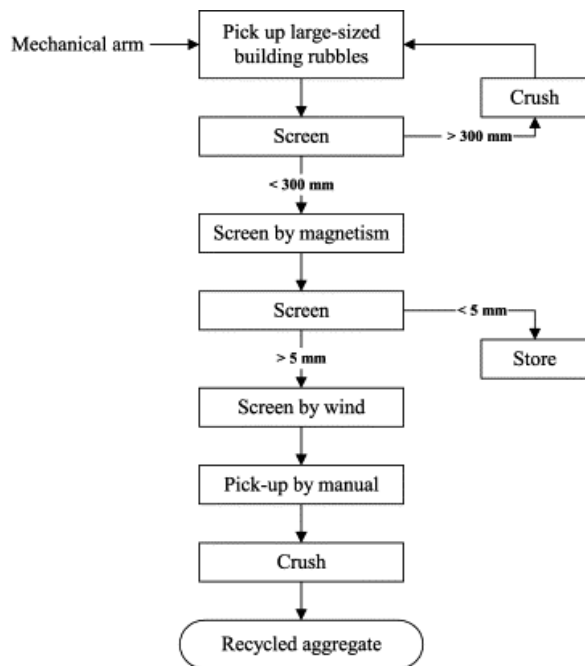 Mechanical arm
Pick up large-sized
building rubbles
Crush
Screen
> 300 mm
< 300 mm
Screen by magnetism
Screen
< 5 mm
> 5 mm
Store
Screen by wind
Pick-up by manual
Crush
Recycled aggregate